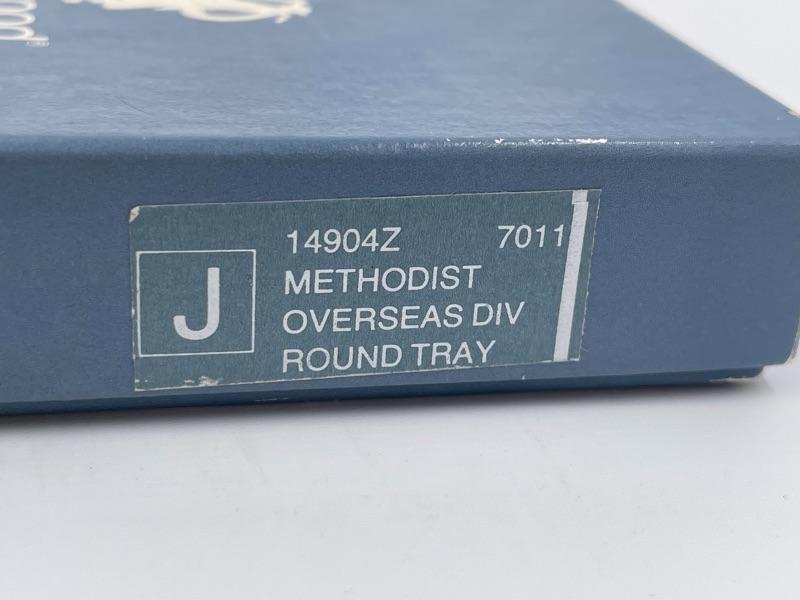 J
14904Z 7011
METHODIST
OVERSEAS DIV
ROUND TRAY